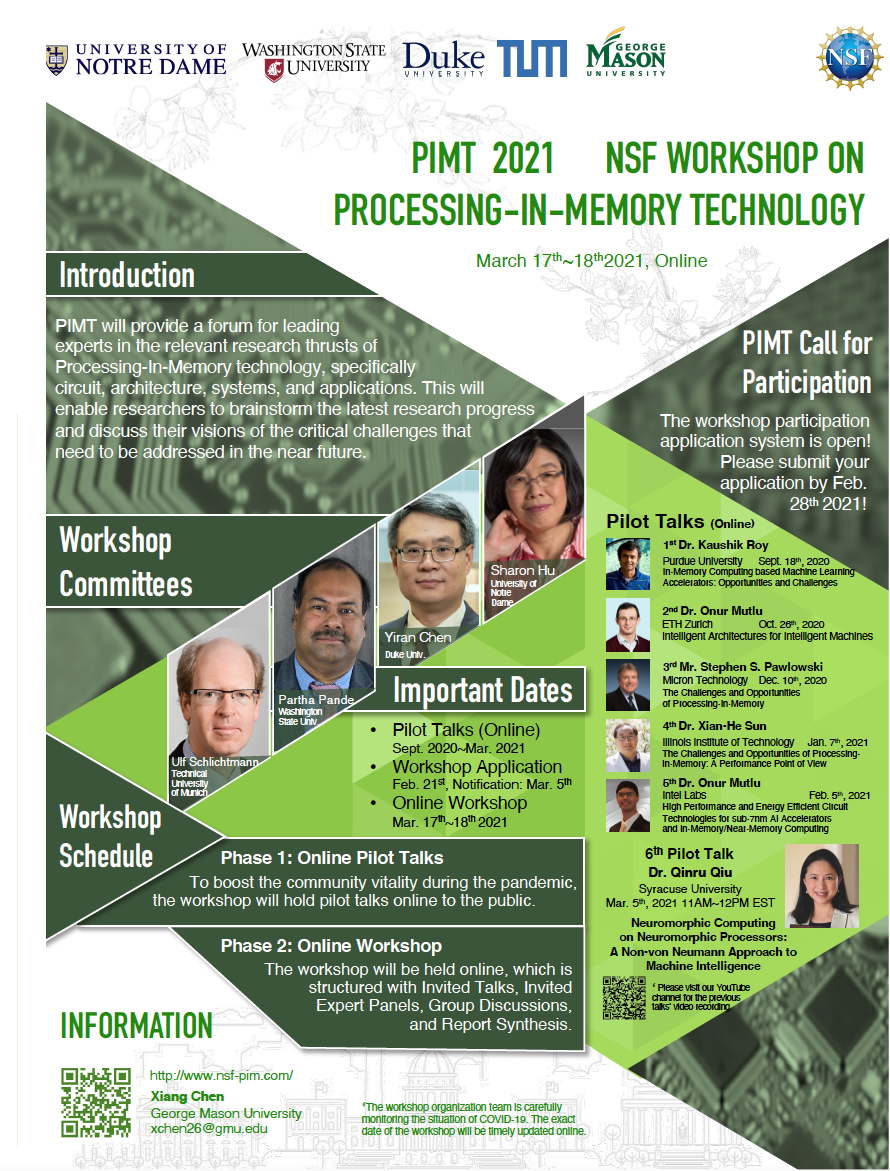 UNIVERSITY OF
NOTRE DAME
WASHINGTON STATE
UNIVERSITY
Duke
UNIVERSITY
TUM
GEORGE
MASON
UNIVERSITY
NSF
PIMT 2021 NSF WORKSHOP ON
PROCESSING-IN-MEMORY TECHNOLOGY
March 17th~18th2021, Online
Introduction
PIMT will provide a forum for leading
experts in the relevant research thrusts of
Processing-In-Memory technology, specifically
circuit, architecture, systems, and applications. This will
enable researchers to brainstorm the latest research progress
and discuss their visions of the critical challenges that
need to be addressed in the near future.
PIMT Call for
Participation
The workshop participation
application system is open!
Please submit your
application by Feb.
28th 2021!
Workshop
Committees
Sharon Hu
University of
Notre
Dame
Yiran Chen
Duke Univ.
Partha Pande
Washington
State Univ.
Ulf Schlichtmann
Technical
University
of Munich
Important Dates
• Pilot Talks (Online)
Sept. 2020~Mar. 2021
• Workshop Application
Feb. 21st, Notification: Mar. 5th
• Online Workshop
Mar. 17th~18th 2021
Pilot Talks (Online)
1st Dr. Kaushik Roy
Purdue University Sept. 18th, 2020
In-Memory Computing based Machine Learning
Accelerators: Opportunities and Challenges
2nd Dr. Onur Mutlu
ETH Zurich Oct. 26th, 2020
Intelligent Architectures for Intelligent Machines
3rd Mr. Stephen S. Pawlowski
Micron Technology Dec. 10th, 2020
The Challenges and Opportunities
of Processing-In-Memory
4th Dr. Xian-He Sun
Illinois Institute of Technology Jan. 7th, 2021
The Challenges and Opportunities of Processing-
In-Memory: A Performance Point of View
5th Dr. Onur Mutlu
Intel Labs Feb. 5th, 2021
High Performance and Energy Efficient Circuit
Technologies for sub-7nm AI Accelerators
and In-Memory/Near-Memory Computing
6th Pilot Talk
Dr. Qinru Qiu
Syracuse University
Mar. 5th, 2021 11AM~12PM EST
Neuromorphic Computing
on Neuromorphic Processors:
A Non-von Neumann Approach to
Machine Intelligence
‘ Please visit our YouTube
channel for the previous
talks’ video recording
Workshop
Schedule
Phase 1: Online Pilot Talks
To boost the community vitality during the pandemic,
the workshop will hold pilot talks online to the public.
Phase 2: Online Workshop
The workshop will be held online, which is
structured with Invited Talks, Invited
Expert Panels, Group Discussions,
and Report Synthesis.
INFORMATION
http://www.nsf-pim.com/
Xiang Chen
George Mason University
xchen26@gmu.edu
‘The workshop organization team is carefully
monitoring the situation of COVID-19. The exact
date of the workshop will be timely updated online.